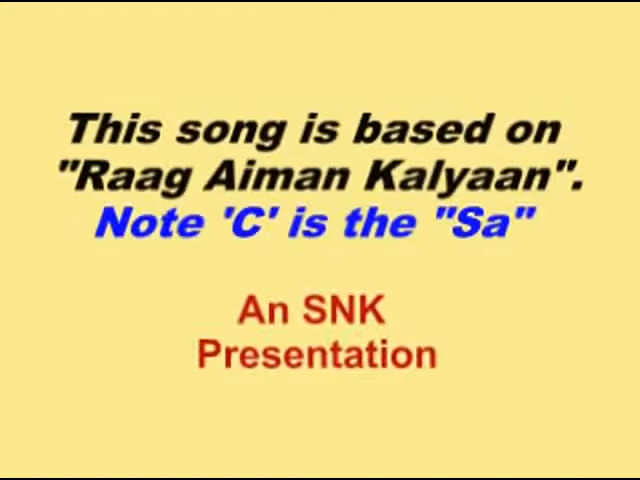 This song is based on
"Raag Aiman Kalyaan".
Note 'C' is the "Sa"
An SNK
Presentation